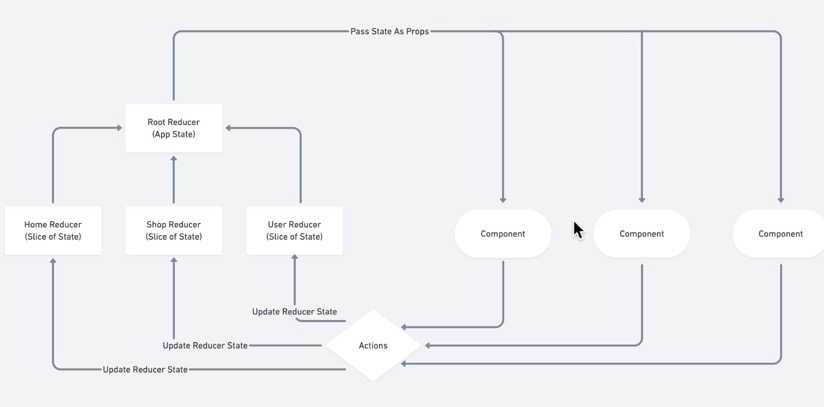 Pass State As Props
Root Reducer
(App State)
Home Reducer
(Slice of State)
Shop Reducer
(Slice of State)
User Reducer
(Slice of State)
Component
Component
Component
Update Reducer State
Update Reducer State
Actions
Update Reducer State